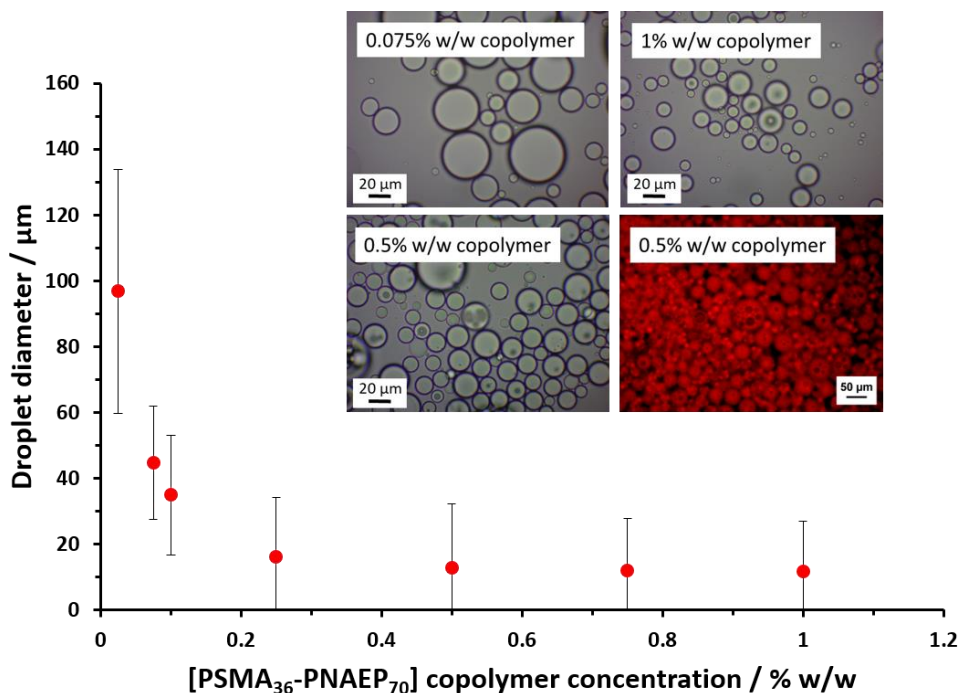 0.075% w/w copolymer
1% w/w copolymer
20 µm
20 µm
0.5% w/w copolymer
0.5% w/w copolymer
20 µm
50 µm
Droplet diameter / µm
160
140
120
100
80
60
40
20
0
0
0.2
0.4
0.6
0.8
1
1.2
[PSMA36-PNAEP70] copolymer concentration / % w/w